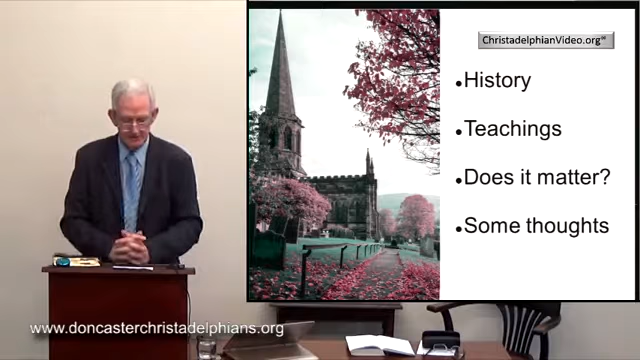 ChristadelphianVideo.org"
•History
•Teachings
•Does it matter?
•Some thoughts
www.doncasterchristadelphians.org